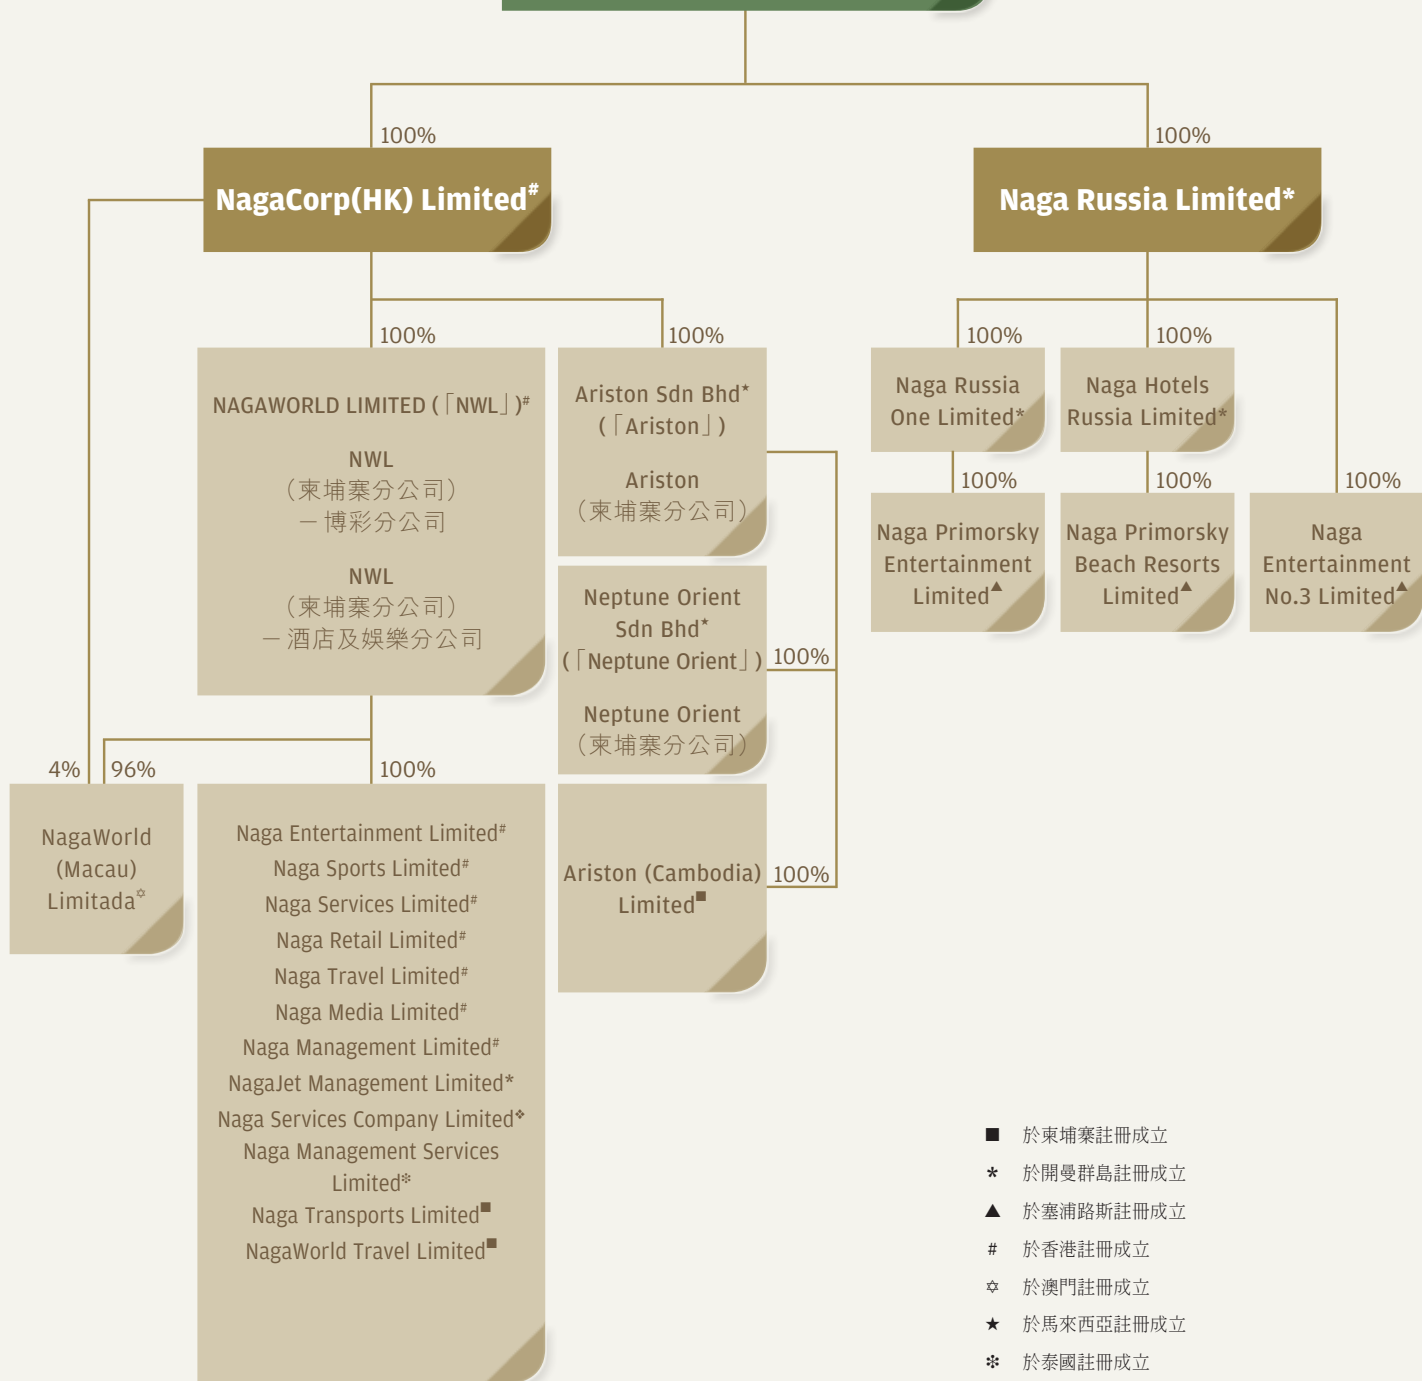 100%
NagaCorp(HK) Limited#
100%
Naga Russia Limited*
100%
NAGAWORLD LIMITED (「NWL」)#
NWL
（柬埔寨分公司）
－博彩分公司
NWL
（柬埔寨分公司）
－酒店及娛樂分公司
100%
Ariston Sdn Bhd★
(「Ariston」)
Ariston
（柬埔寨分公司）
Neptune Orient
Sdn Bhd★
(「Neptune Orient」)
Neptune Orient
（柬埔寨分公司）
100%
Ariston (Cambodia)
Limited■
100%
4%
96%
NagaWorld
(Macau)
Limitada✡
100%
Naga Entertainment Limited#
Naga Sports Limited#
Naga Services Limited#
Naga Retail Limited#
Naga Travel Limited#
Naga Media Limited#
Naga Management Limited#
NagaJet Management Limited*
Naga Services Company Limited❖
Naga Management Services
Limited❇
Naga Transports Limited■
NagaWorld Travel Limited■
100%
Naga Russia
One Limited*
100%
Naga Hotels
Russia Limited*
100%
Naga Primorsky
Entertainment
Limited▲
100%
Naga Primorsky
Beach Resorts
Limited▲
100%
Naga
Entertainment
No.3 Limited▲
■ 於柬埔寨註冊成立
* 於開曼群島註冊成立
▲ 於塞浦路斯註冊成立
# 於香港註冊成立
✡ 於澳門註冊成立
★ 於馬來西亞註冊成立
❇ 於泰國註冊成立